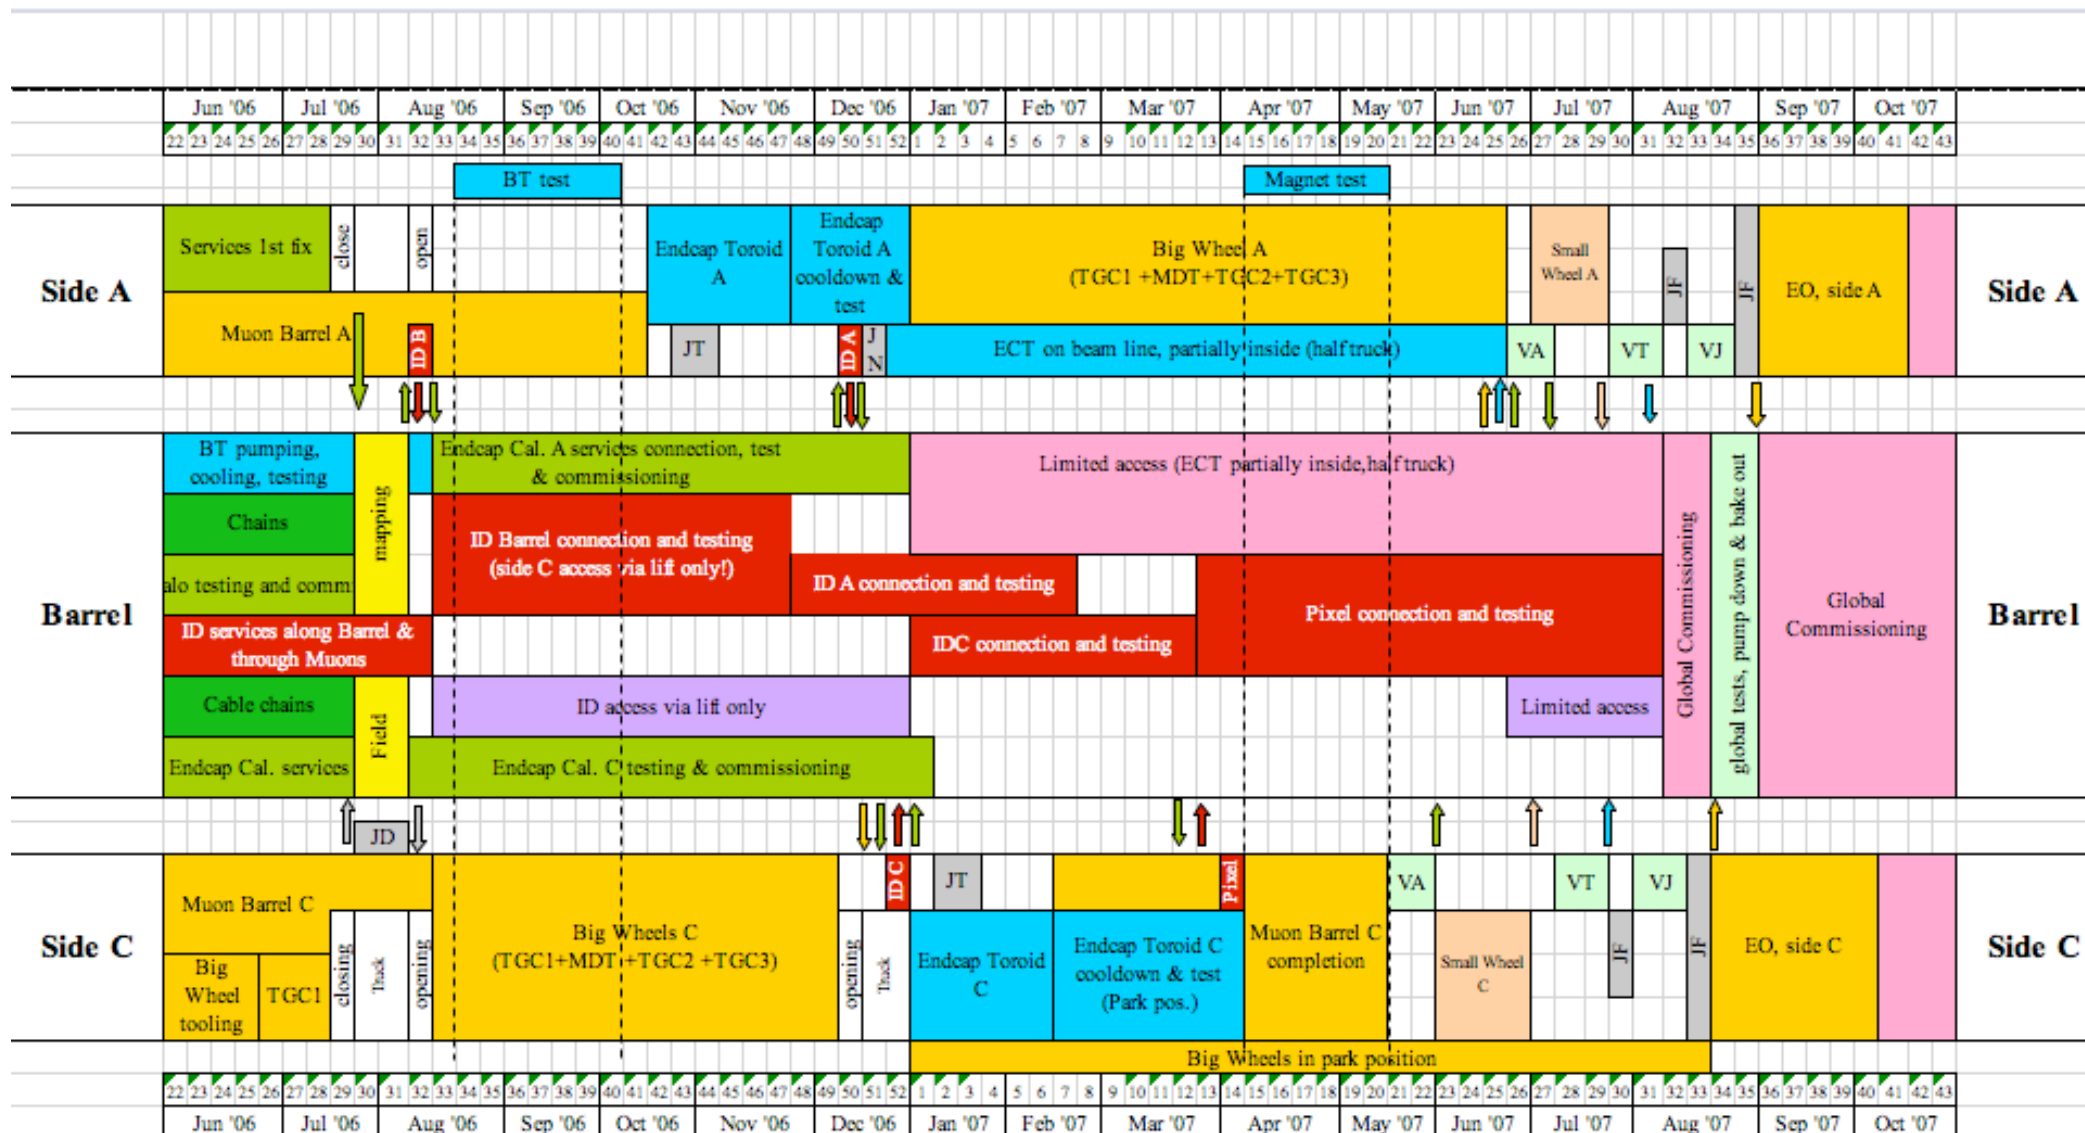 Jun '06 Jul '06 Aug '06 Sep '06 Oct '06 Nov '06 Dec '06 Jan '07 Feb '07 Mar '07 Apr '07 May '07 Jun '07 Jul '07 Aug '07 Sep '07 Oct '07
22 23 24 25 26 27 28 29 30 31 32 33 34 35 36 37 38 39 40 41 42 43 44 45 46 47 48 49 50 51 52 1 2 3 4 5 6 7 8 9 10 11 12 13 14 15 16 17 18 19 20 21 22 23 24 25 26 27 28 29 30 31 32 33 34 35 36 37 38 39 40 41 42 43
BT test
Magnet test
Side A
Services 1st fix
close
open
Muon Barrel A
ID B
Endcap Toroid
A
JT
Endcap
Toroid A
cooldown &
test
ID A
J
N
Big Wheel A
(TGC1 +MDT+TGC2+TGC3)
ECT on beam line, partially inside (half truck)
VA
Small
Wheel A
VT
JF
VJ
JF
EO, side A
Side A
Barrel
BT pumping,
cooling, testing
Chains
alo testing and comm
ID services along Barrel &
through Muons
Cable chains
Endcap Cal. services
mapping
Field
Endcap Cal. A services connection, test
& commissioning
ID Barrel connection and testing
(side C access via lift only!)
ID A connection and testing
IDC connection and testing
ID access via lift only
Endcap Cal. C testing & commissioning
Limited access (ECT partially inside,half truck)
Pixel connection and testing
Limited access
Global Commissioning
global tests, pump down & bake out
Global
Commissioning
Barrel
JD
Side C
Muon Barrel C
Big
Wheel
tooling
TGC1
closing
Truck
opening
Big Wheels C
(TGC1+MDT+TGC2 +TGC3)
opening
Truck
ID C
JT
Endcap Toroid
C
Endcap Toroid C
cooldown & test
(Park pos.)
Pixel
Muon Barrel C
completion
VA
Small Wheel
C
VT
JF
VJ
JF
EO, side C
Side C
Big Wheels in park position
22 23 24 25 26 27 28 29 30 31 32 33 34 35 36 37 38 39 40 41 42 43 44 45 46 47 48 49 50 51 52 1 2 3 4 5 6 7 8 9 10 11 12 13 14 15 16 17 18 19 20 21 22 23 24 25 26 27 28 29 30 31 32 33 34 35 36 37 38 39 40 41 42 43
Jun '06 Jul '06 Aug '06 Sep '06 Oct '06 Nov '06 Dec '06 Jan '07 Feb '07 Mar '07 Apr '07 May '07 Jun '07 Jul '07 Aug '07 Sep '07 Oct '07